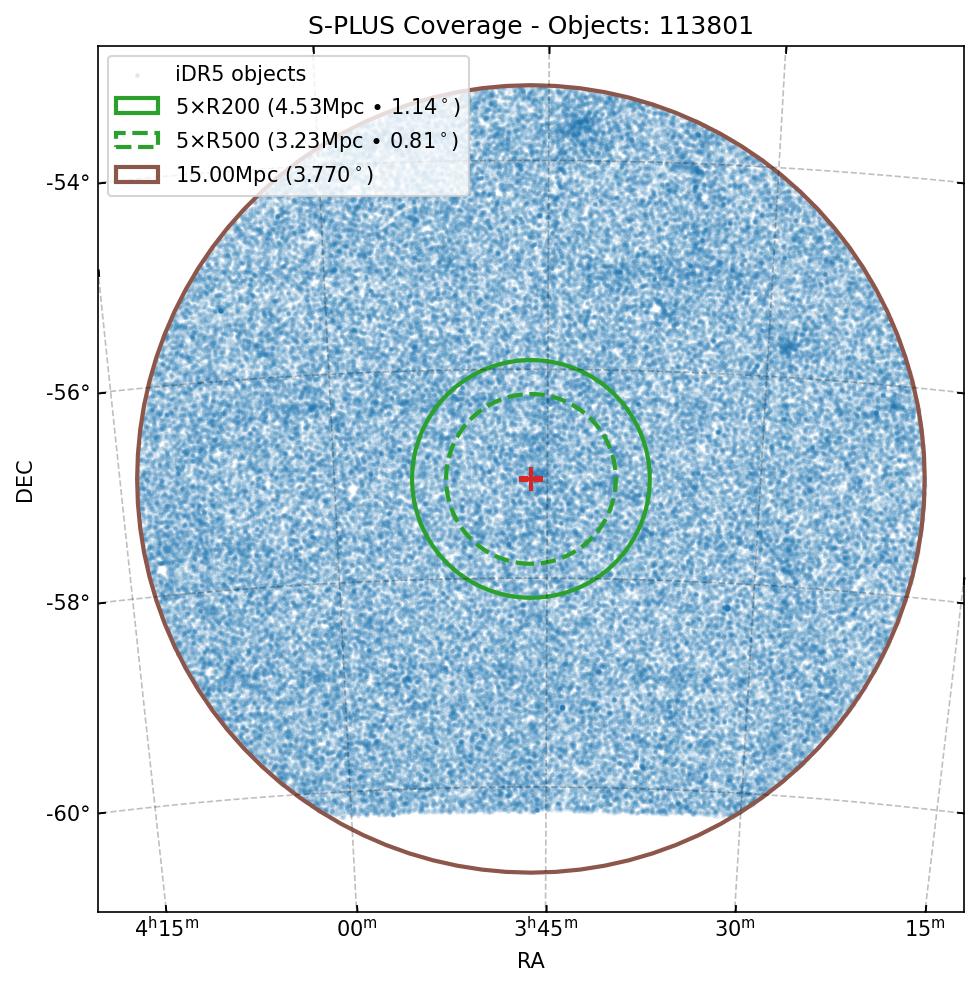 S-PLUS Coverage - Objects: 113801
iDR5 objects
5×R200 (4.53Mpc • 1.14°)
5×R500 (3.23Mpc • 0.81°)
15.00Mpc (3.770°)
-54°
-56°
-58°
-60°
DEC
4ʰ15ᵐ 00ᵐ 3ʰ45ᵐ 30ᵐ 15ᵐ
RA